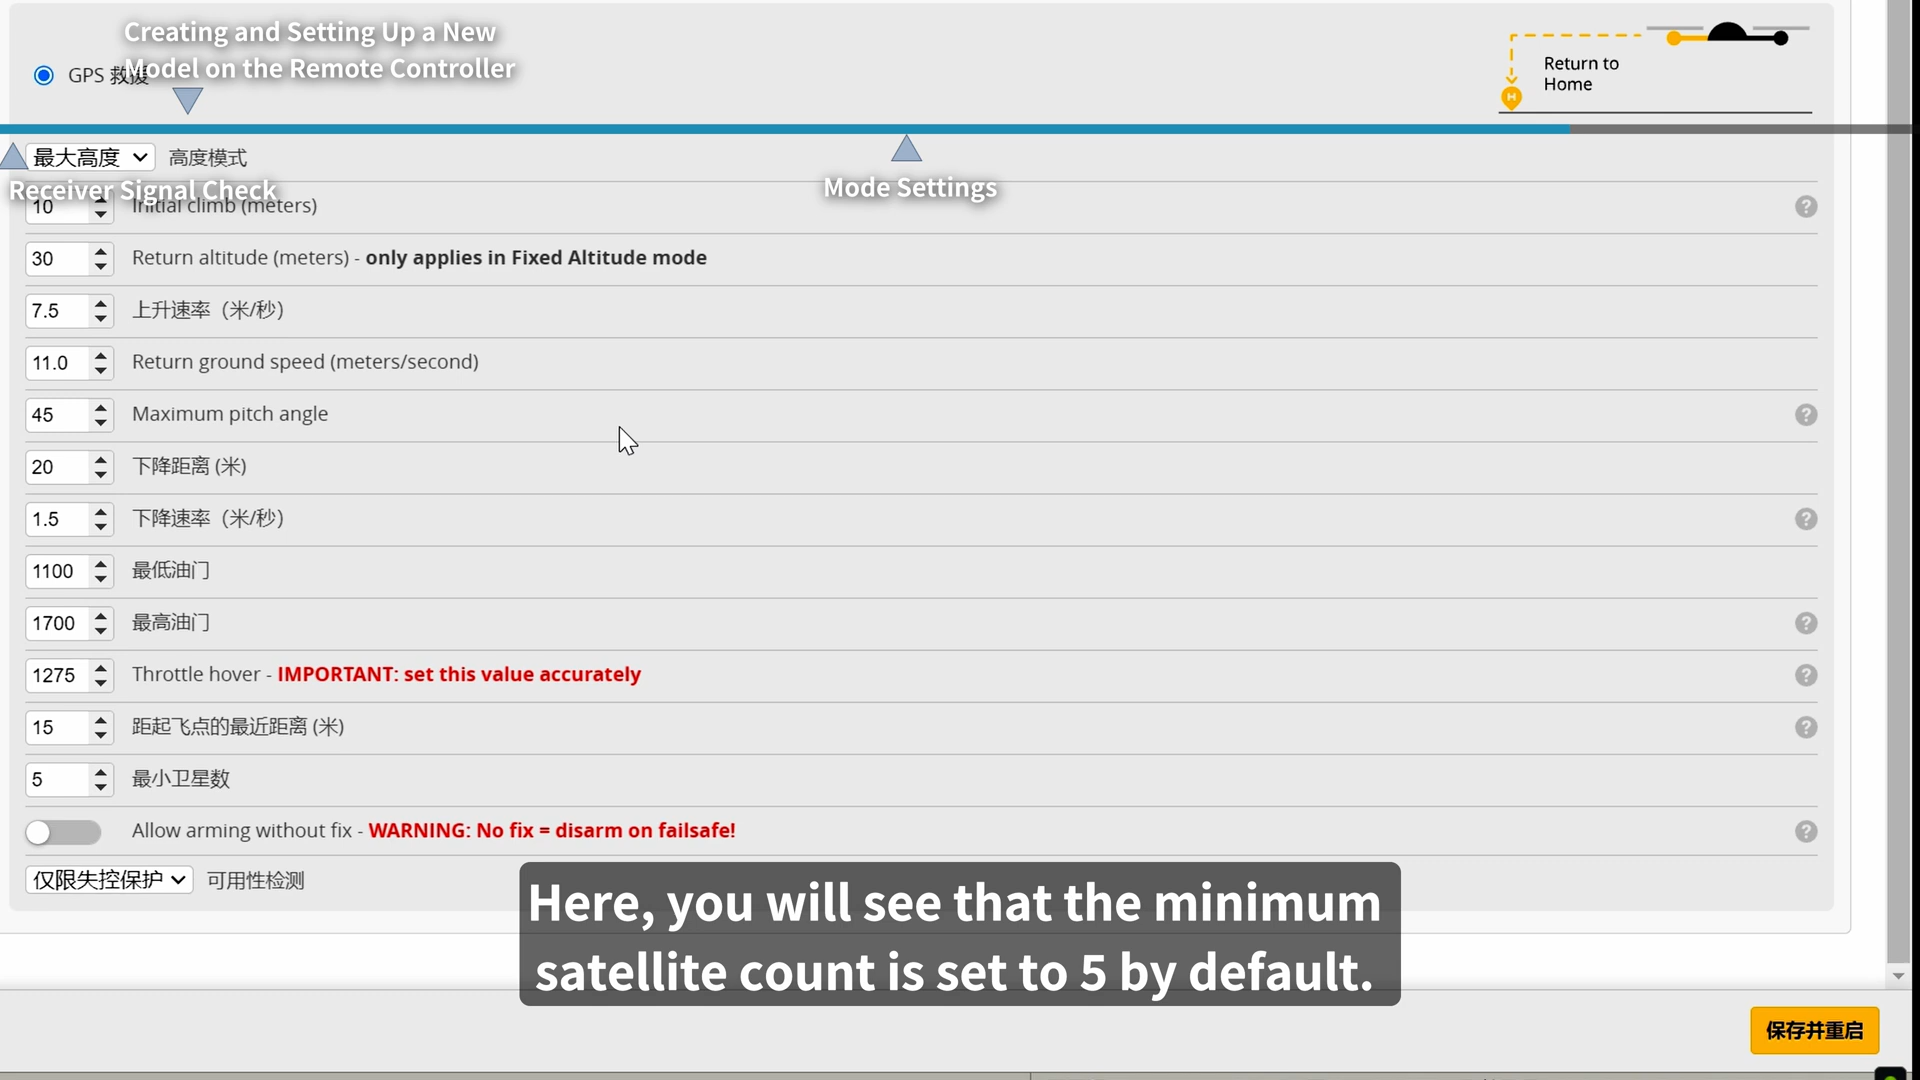 Creating and Setting Up a New
Model on the Remote Controller
GPS 救援
Return to
Home
H
最大高度 高度模式
Receiver Signal Check
Mode Settings
10 Initial climb (meters) ?
30 Return altitude (meters) - only applies in Fixed Altitude mode
7.5 上升速率（米/秒）
11.0 Return ground speed (meters/second)
45 Maximum pitch angle ?
20 下降距离 (米)
1.5 下降速率（米/秒） ?
1100 最低油门
1700 最高油门 ?
1275 Throttle hover - IMPORTANT: set this value accurately ?
15 距起飞点的最近距离 (米) ?
5 最小卫星数
Allow arming without fix - WARNING: No fix = disarm on failsafe! ?
仅限失控保护 可用性检测
Here, you will see that the minimum
satellite count is set to 5 by default.
保存并重启